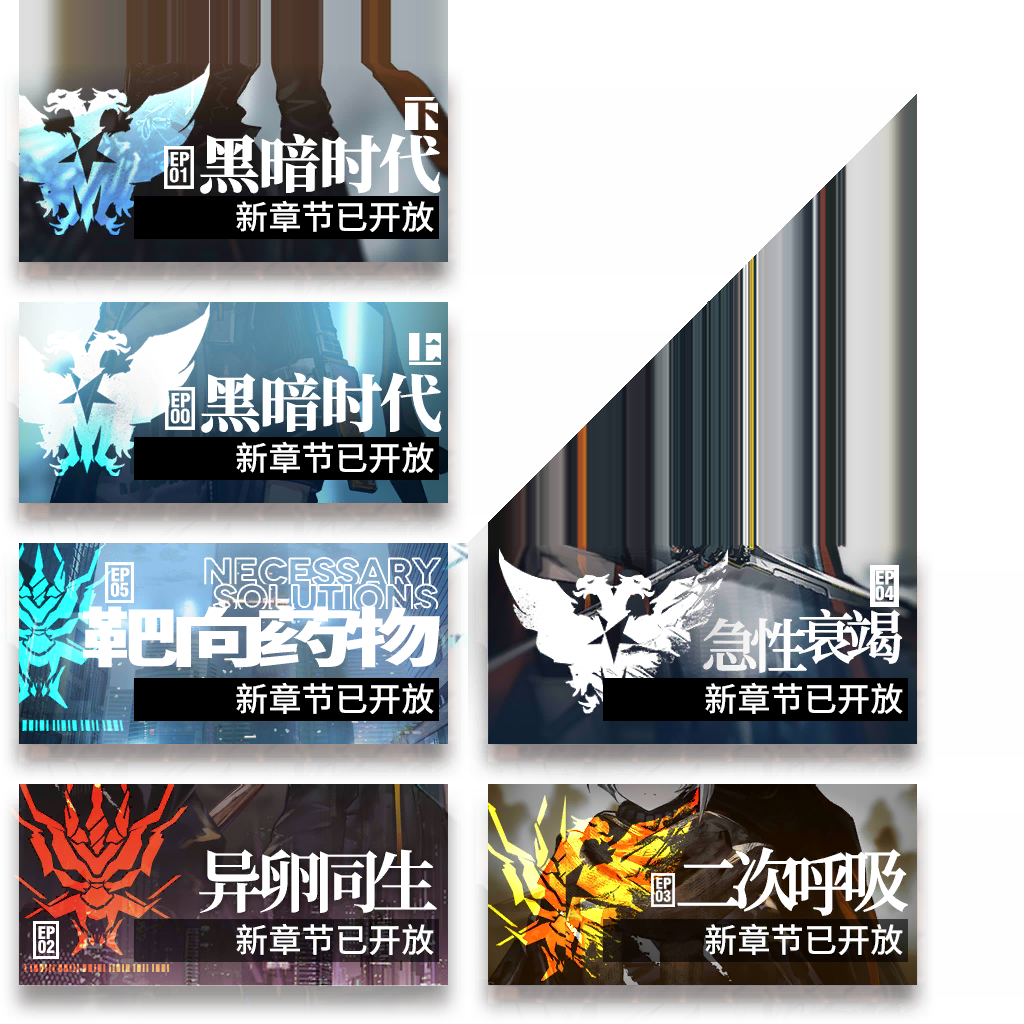 下
EP
01
黑暗时代
新章节已开放
上
EP
00
黑暗时代
新章节已开放
EP
05
NECESSARY
SOLUTIONS
靶向药物
新章节已开放
EP
04
急性衰竭
新章节已开放
异卵同生
EP
02
新章节已开放
EP
03
二次呼吸
新章节已开放